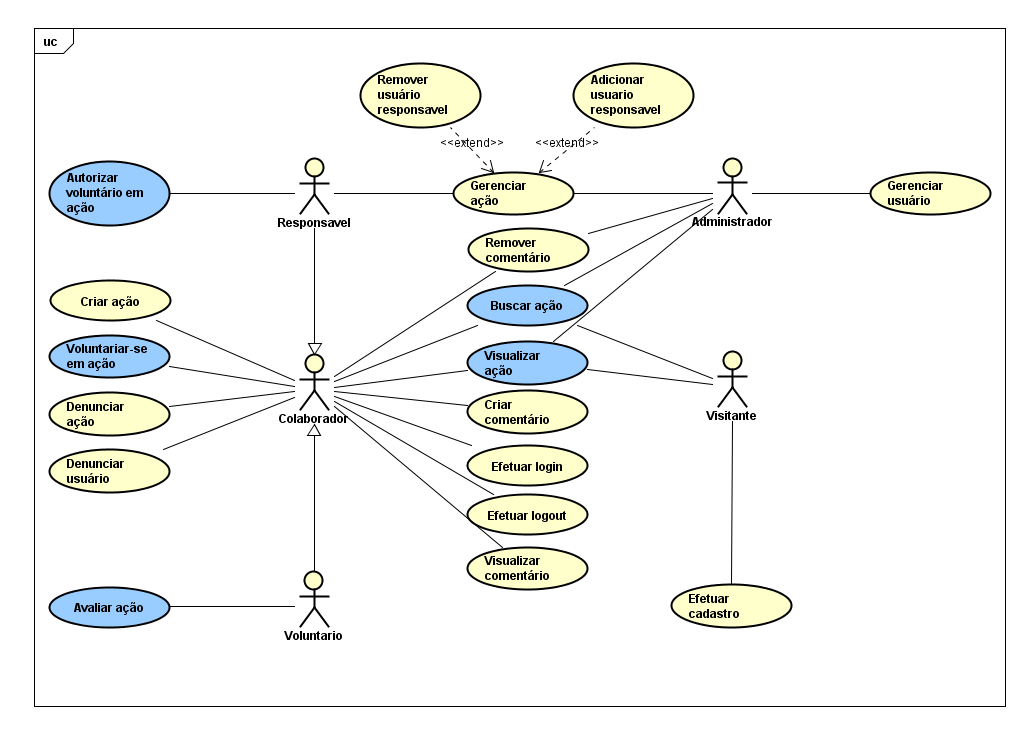 uc
Remover
usuário
responsavel
Adicionar
usuario
responsavel
<<extend>>
<<extend>>
Autorizar
voluntário em
ação
Responsavel
Gerenciar
ação
Administrador
Gerenciar
usuário
Remover
comentário
Criar ação
Buscar ação
Voluntariar-se
em ação
Visualizar
ação
Colaborador
Visitante
Denunciar
ação
Criar
comentário
Denunciar
usuário
Efetuar login
Efetuar logout
Visualizar
comentário
Avaliar ação
Voluntario
Efetuar
cadastro